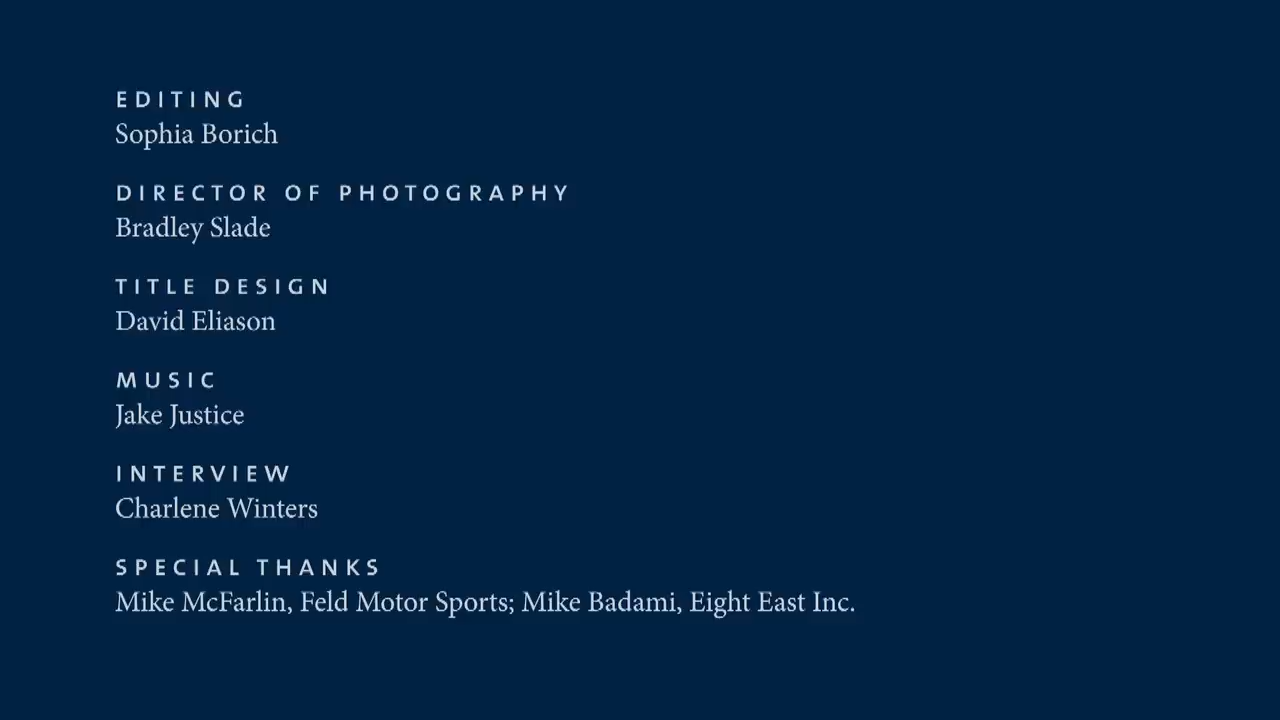 EDITING
Sophia Borich
DIRECTOR OF PHOTOGRAPHY
Bradley Slade
TITLE DESIGN
David Eliason
MUSIC
Jake Justice
INTERVIEW
Charlene Winters
SPECIAL THANKS
Mike McFarlin, Feld Motor Sports; Mike Badami, Eight East Inc.